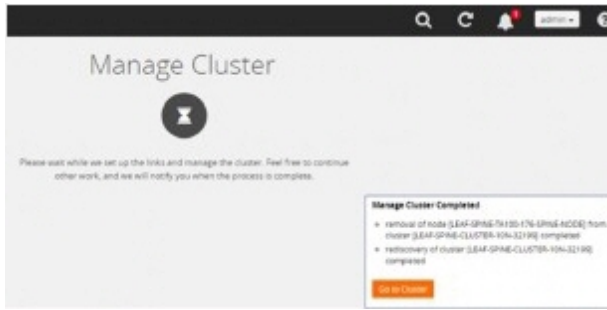 admin
Manage Cluster
Please wait while we set up the links and manage the cluster. Feel free to continue
other work, and we will notify you when the process is complete.
Manage Cluster Completed
removal of node [LEAF-SPINE-TA100-176-SPINE-NODE] from
cluster [LEAF-SPINE-CLUSTER-10N-32199] completed
rediscovery of cluster [LEAF-SPINE-CLUSTER-10N-32199]
completed
Go to Cluster